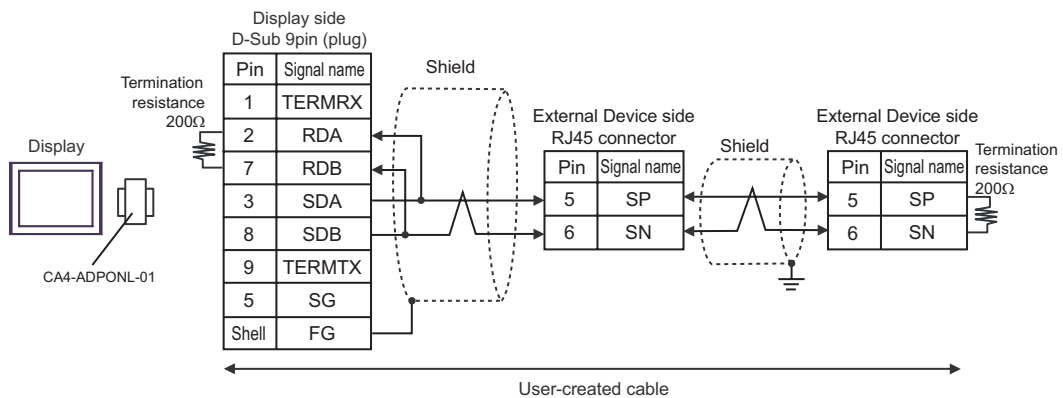 Display side
D-Sub 9pin (plug)
Pin Signal name
1 TERMRX
2 RDA
7 RDB
3 SDA
8 SDB
9 TERMTX
5 SG
Shell FG
Termination
resistance
200Ω
Display
CA4-ADPONL-01
Shield
External Device side
RJ45 connector
Pin Signal name
5 SP
6 SN
Shield
External Device side
RJ45 connector
Pin Signal name
5 SP
6 SN
Termination
resistance
200Ω
User-created cable